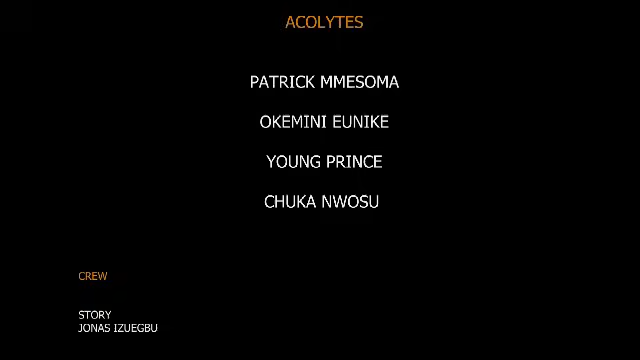 ACOLYTES
PATRICK MMESOMA
OKEMINI EUNIKE
YOUNG PRINCE
CHUKA NWOSU
CREW
STORY
JONAS IZUEGBU